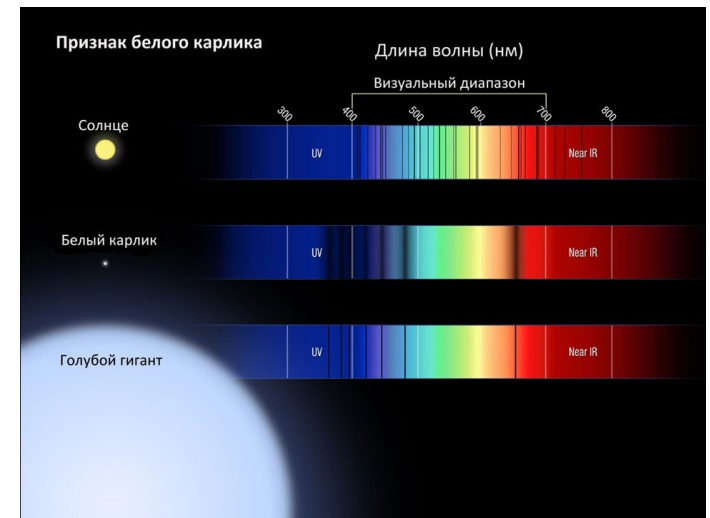 Признак белого карлика
Длина волны (нм)
Визуальный диапазон
300 400 500 600 700 800
Солнце
UV Near IR
Белый карлик
UV Near IR
Голубой гигант
UV Near IR